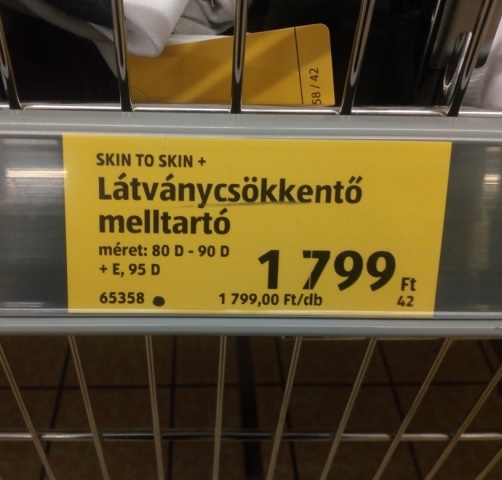 58 / 42
SKIN TO SKIN +
Látványcsökkentő
melltartó
méret: 80 D - 90 D
+ E, 95 D
1 799 Ft
65358 ● 1 799,00 Ft/db 42